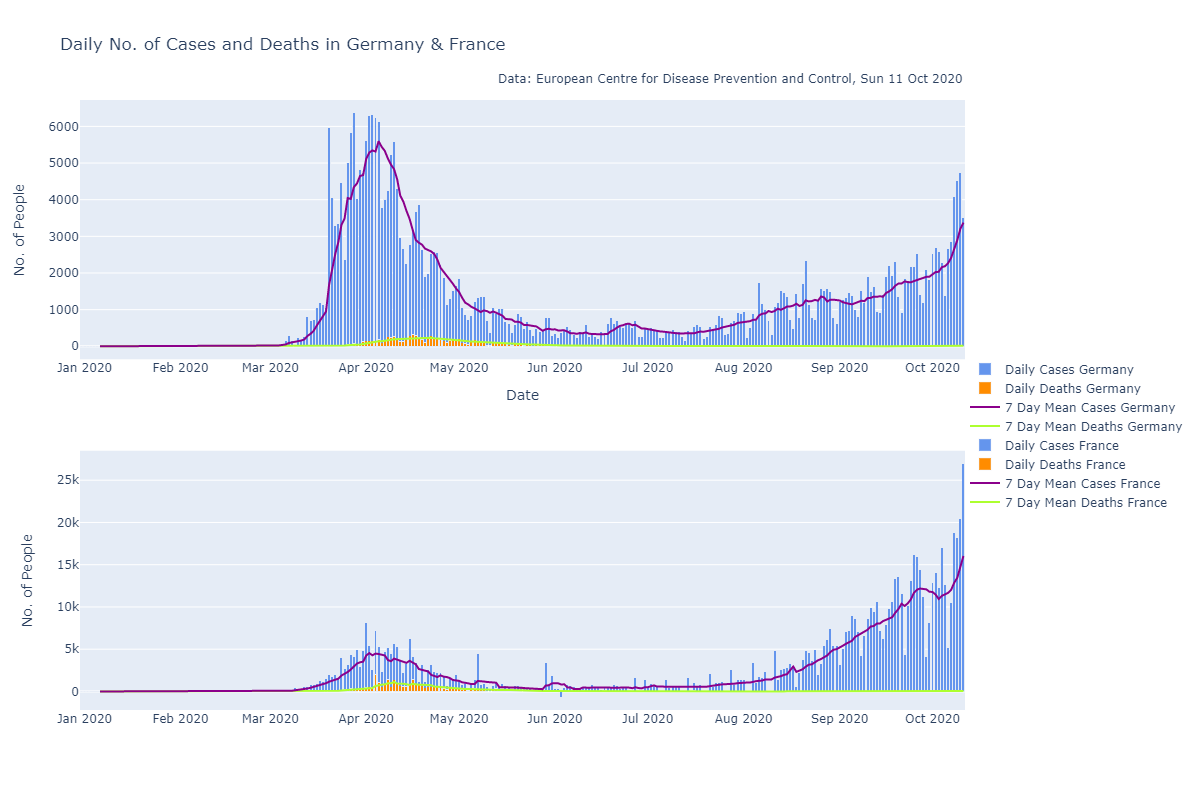 Daily No. of Cases and Deaths in Germany & France
Data: European Centre for Disease Prevention and Control, Sun 11 Oct 2020
No. of People
6000
5000
4000
3000
2000
1000
0
Jan 2020 Feb 2020 Mar 2020 Apr 2020 May 2020 Jun 2020 Jul 2020 Aug 2020 Sep 2020 Oct 2020
Date
Daily Cases Germany
Daily Deaths Germany
7 Day Mean Cases Germany
7 Day Mean Deaths Germany
Daily Cases France
Daily Deaths France
7 Day Mean Cases France
7 Day Mean Deaths France
No. of People
25k
20k
15k
10k
5k
0
Jan 2020 Feb 2020 Mar 2020 Apr 2020 May 2020 Jun 2020 Jul 2020 Aug 2020 Sep 2020 Oct 2020